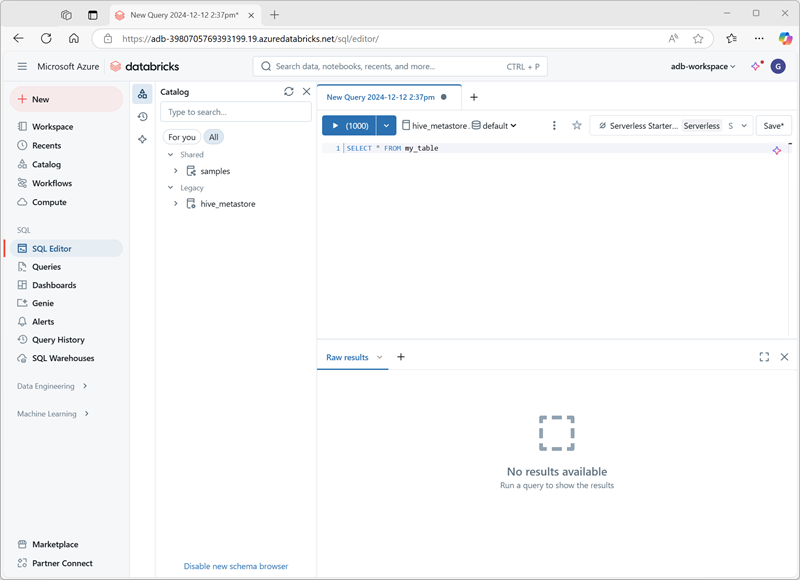 New Query 2024-12-12 2:37pm*
https://adb-3980705769393199.19.azuredatabricks.net/sql/editor/
Microsoft Azure databricks
Search data, notebooks, recents, and more... CTRL + P
adb-workspace G
New
Workspace
Recents
Catalog
Workflows
Compute
SQL
SQL Editor
Queries
Dashboards
Genie
Alerts
Query History
SQL Warehouses
Data Engineering
Machine Learning
Marketplace
Partner Connect
Catalog
Type to search...
For you All
Shared
samples
Legacy
hive_metastore
Disable new schema browser
New Query 2024-12-12 2:37pm
(1000) hive_metastore. default Serverless Starter... Serverless S Save*
1 SELECT * FROM my_table
Raw results
No results available
Run a query to show the results